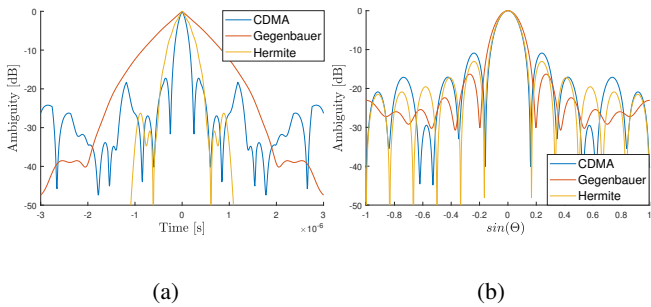 0
-10
-20
-30
-40
-50
Ambiguity [dB]
-3 -2 -1 0 1 2 3
Time [s]
×10⁻⁶
CDMA
Gegenbauer
Hermite
(a)
0
-10
-20
-30
-40
-50
Ambiguity [dB]
-1 -0.8 -0.6 -0.4 -0.2 0 0.2 0.4 0.6 0.8 1
sin(Θ)
CDMA
Gegenbauer
Hermite
(b)